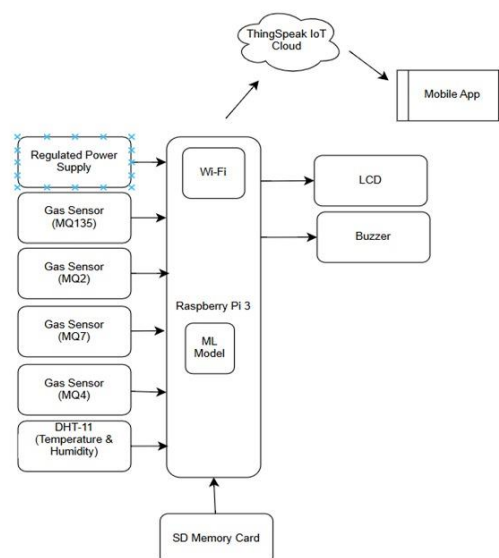 ThingSpeak IoT
Cloud
Mobile App
Regulated Power
Supply
Wi-Fi
LCD
Gas Sensor
(MQ135)
Buzzer
Gas Sensor
(MQ2)
Raspberry Pi 3
Gas Sensor
(MQ7)
ML
Model
Gas Sensor
(MQ4)
DHT-11
(Temperature &
Humidity)
SD Memory Card